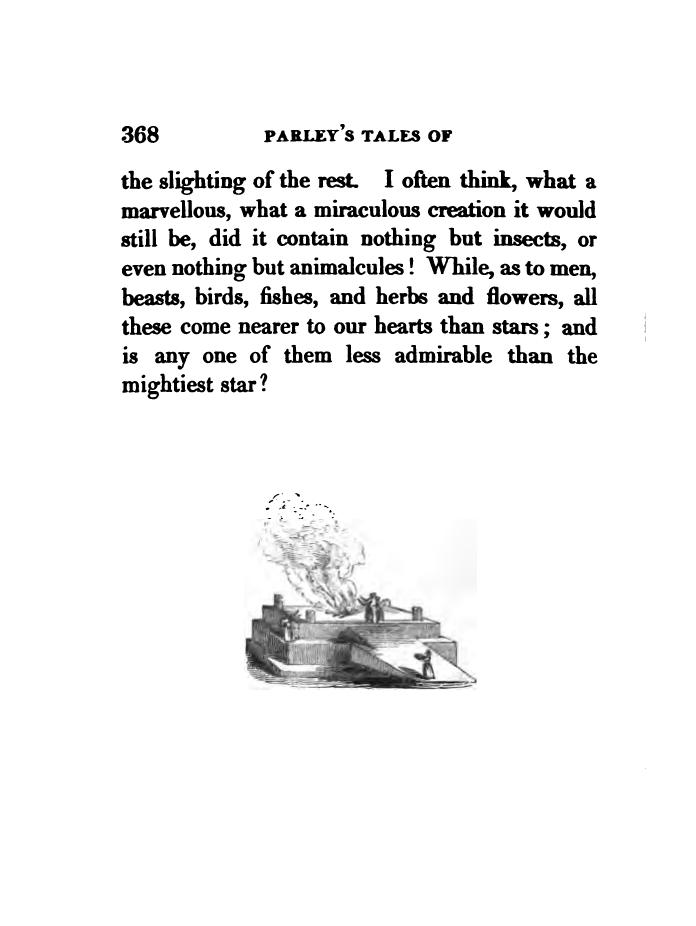 368 PARLEY'S TALES OF
the slighting of the rest. I often think, what a
marvellous, what a miraculous creation it would
still be, did it contain nothing but insects, or
even nothing but animalcules! While, as to men,
beasts, birds, fishes, and herbs and flowers, all
these come nearer to our hearts than stars; and
is any one of them less admirable than the
mightiest star?